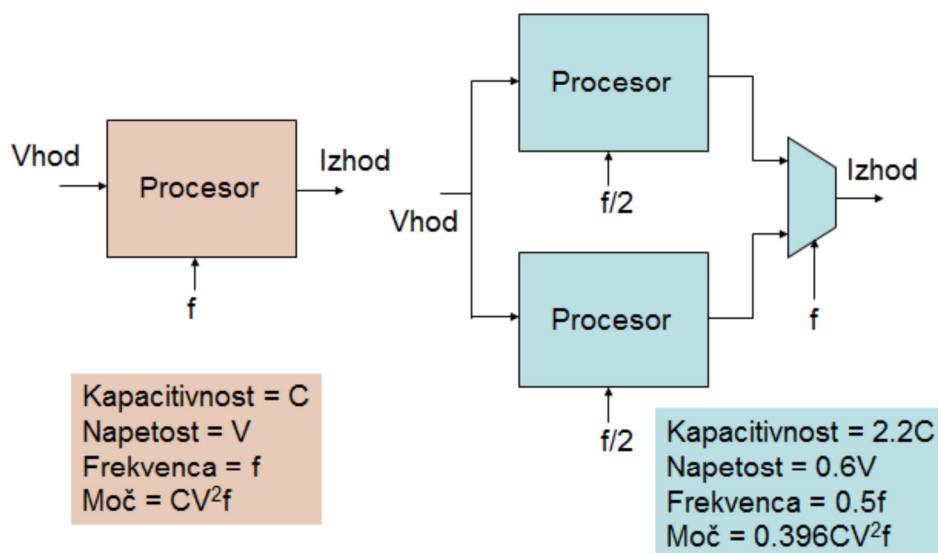 Vhod
Procesor
Izhod
f
Kapacitivnost = C
Napetost = V
Frekvenca = f
Moč = CV²f
Procesor
f/2
Vhod
Procesor
f/2
Izhod
f
Kapacitivnost = 2.2C
Napetost = 0.6V
Frekvenca = 0.5f
Moč = 0.396CV²f